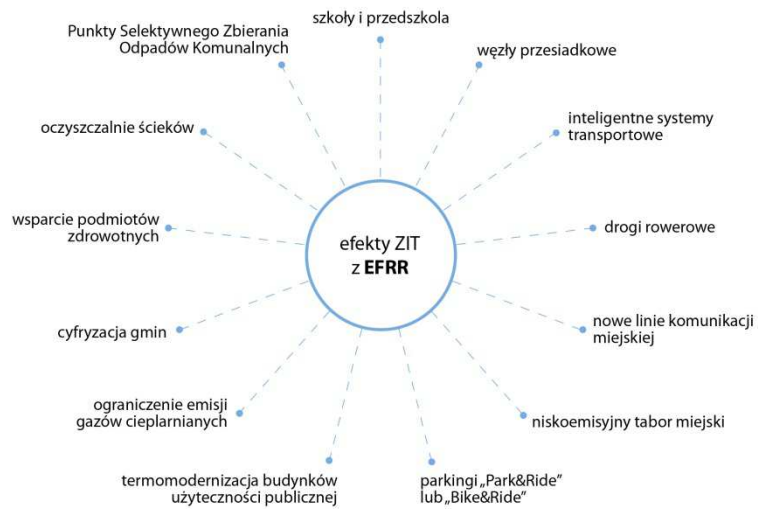 szkoły i przedszkola
węzły przesiadkowe
inteligentne systemy
transportowe
drogi rowerowe
nowe linie komunikacji
miejskiej
niskoemisyjny tabor miejski
parkingi „Park&Ride”
lub „Bike&Ride”
termomodernizacja budynków
użyteczności publicznej
ograniczenie emisji
gazów cieplarnianych
cyfryzacja gmin
wsparcie podmiotów
zdrowotnych
oczyszczalnie ścieków
Punkty Selektywnego Zbierania
Odpadów Komunalnych
efekty ZIT
z EFRR